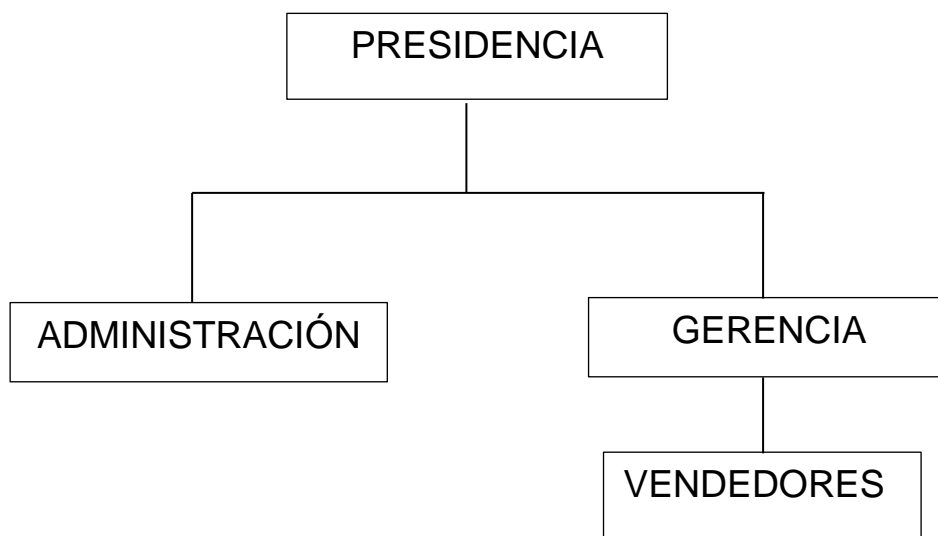 PRESIDENCIA
ADMINISTRACIÓN
GERENCIA
VENDEDORES